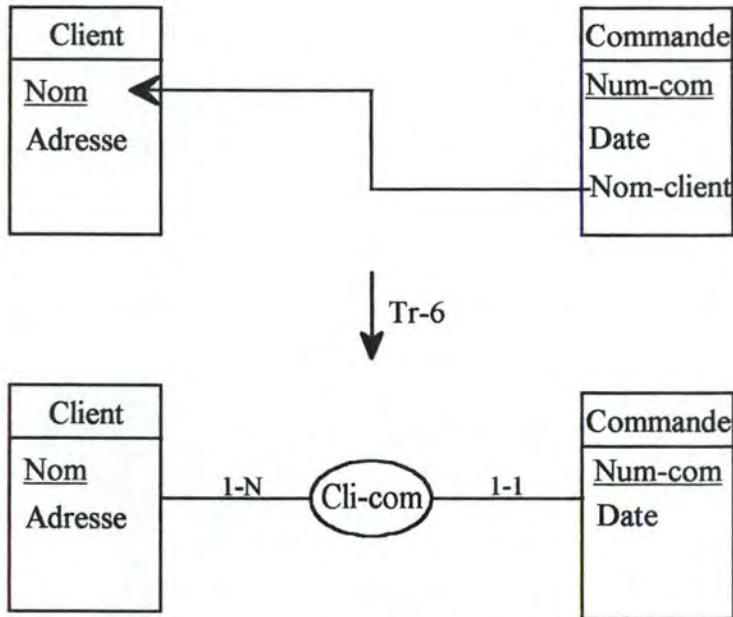 Client
Nom
Adresse
Commande
Num-com
Date
Nom-client
Tr-6
Client
Nom
Adresse
1-N
Cli-com
1-1
Commande
Num-com
Date